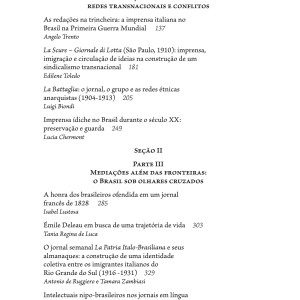 REDES TRANSNACIONAIS E CONFLITOS
As redações na trincheira: a imprensa italiana no
Brasil na Primeira Guerra Mundial 137
Angelo Trento
La Scure – Giornale di Lotta (São Paulo, 1910): imprensa,
imigração e circulação de ideias na construção de um
sindicalismo transnacional 181
Edilene Toledo
La Battaglia: o jornal, o grupo e as redes étnicas
anarquistas (1904-1913) 205
Luigi Biondi
Imprensa ídiche no Brasil durante o século XX:
preservação e guarda 249
Lucia Chermont
SEÇÃO II
PARTE III
MEDIAÇÕES ALÉM DAS FRONTEIRAS:
O BRASIL SOB OLHARES CRUZADOS
A honra dos brasileiros ofendida em um jornal
francês de 1828 285
Isabel Lustosa
Émile Deleau em busca de uma trajetória de vida 303
Tania Regina de Luca
O jornal semanal La Patria Italo-Brasiliana e seus
almanaques: a construção de uma identidade
coletiva entre os imigrantes italianos do
Rio Grande do Sul (1916 -1931) 329
Antonio de Ruggiero e Tamara Zambiasi
Intelectuais nipo-brasileiros nos jornais em língua